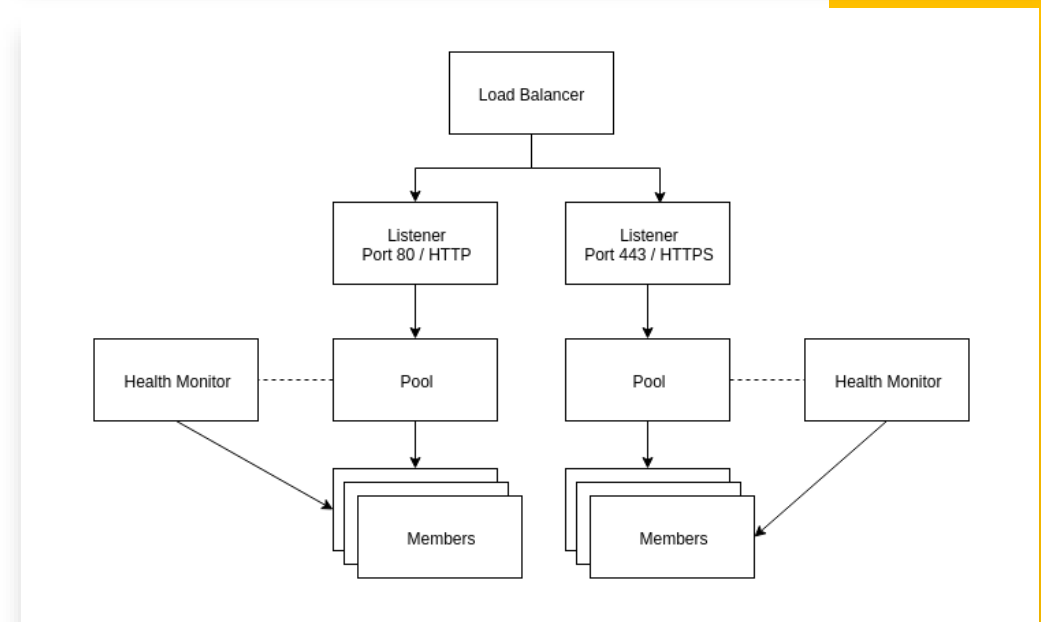 Load Balancer
Listener
Port 80 / HTTP
Listener
Port 443 / HTTPS
Health Monitor
Pool
Pool
Health Monitor
Members
Members